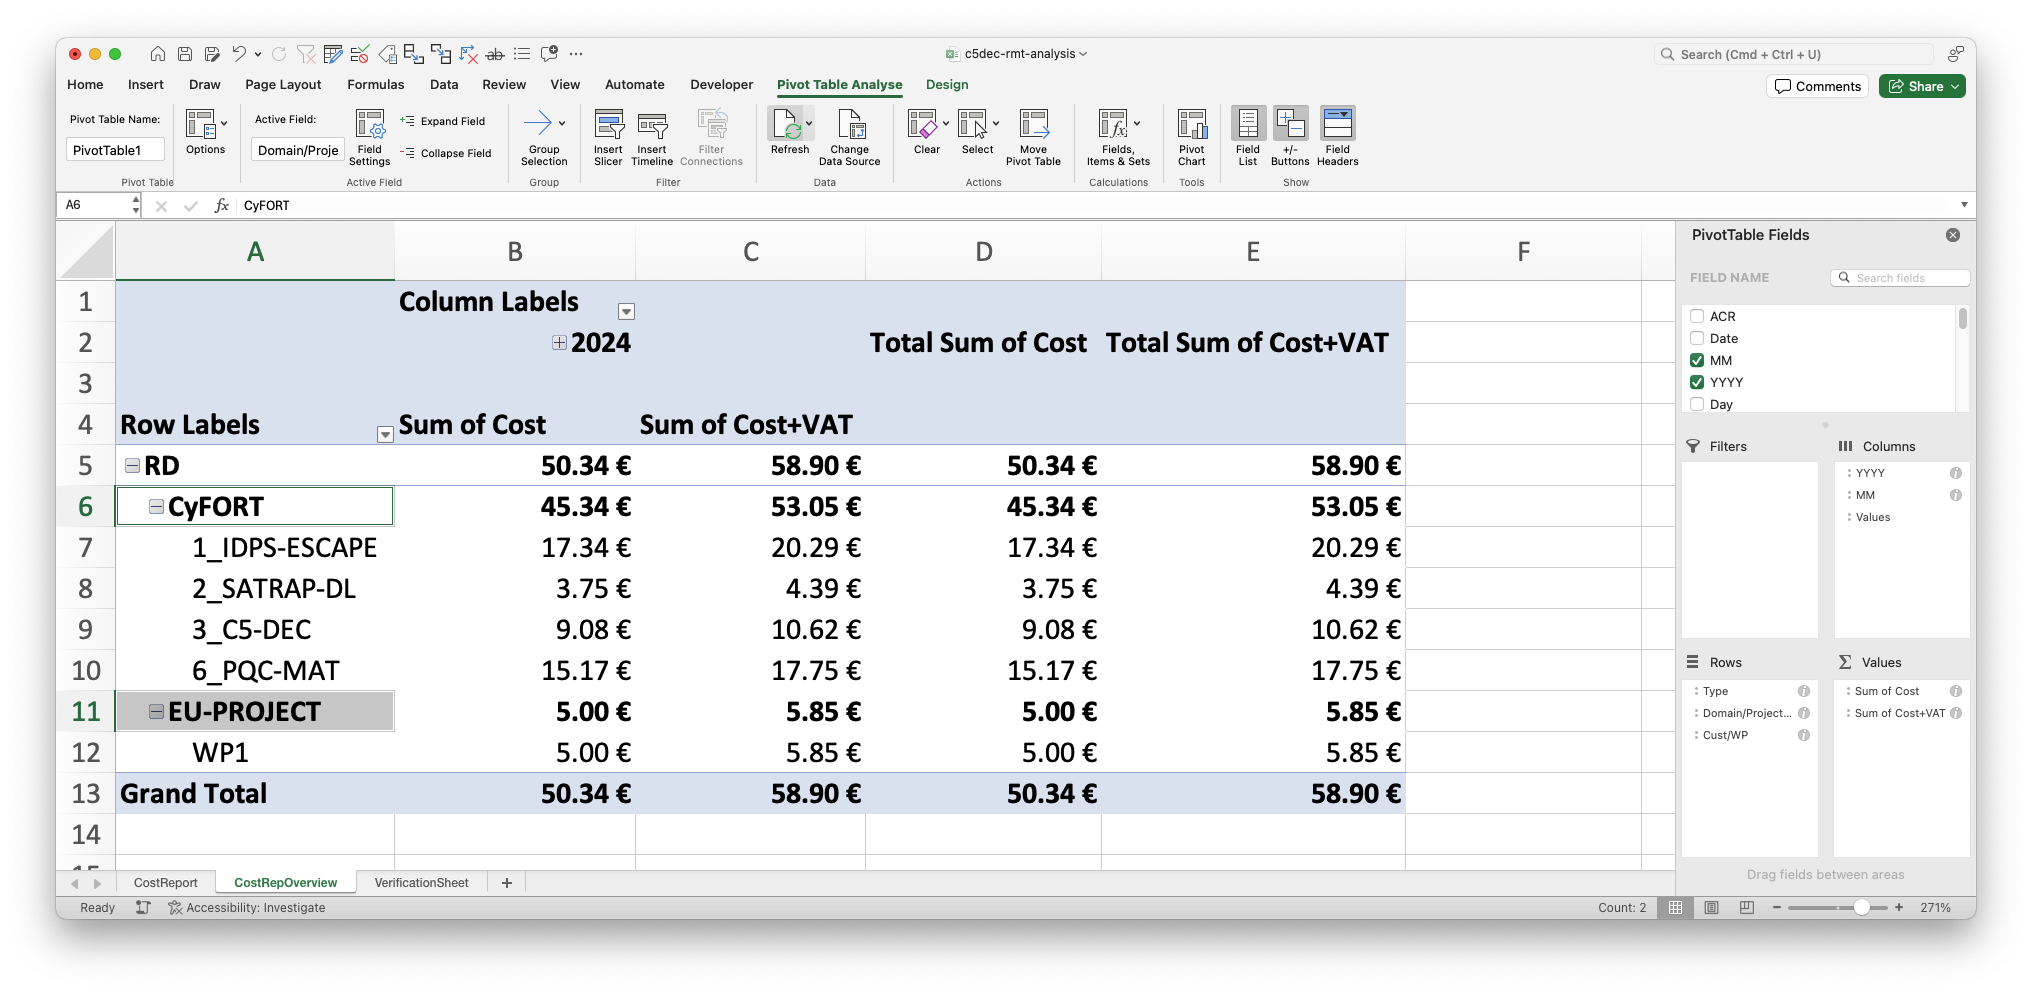 c5dec-rmt-analysis
Search (Cmd + Ctrl + U)
Home Insert Draw Page Layout Formulas Data Review View Automate Developer Pivot Table Analyse Design
Comments Share
Pivot Table Name:
PivotTable1
Options
Pivot Table
Active Field:
Domain/Proje
Field Settings
Expand Field
Collapse Field
Active Field
Group Selection
Group
Insert Slicer
Insert Timeline
Filter Connections
Filter
Refresh
Change Data Source
Data
Clear
Select
Move Pivot Table
Actions
Fields, Items & Sets
Calculations
Pivot Chart
Tools
Field List
+/- Buttons
Field Headers
Show
A6 fx CyFORT
A B C D E F
1 Column Labels
2 2024 Total Sum of Cost Total Sum of Cost+VAT
3
4 Row Labels Sum of Cost Sum of Cost+VAT
5 RD 50.34 € 58.90 € 50.34 € 58.90 €
6 CyFORT 45.34 € 53.05 € 45.34 € 53.05 €
7 1_IDPS-ESCAPE 17.34 € 20.29 € 17.34 € 20.29 €
8 2_SATRAP-DL 3.75 € 4.39 € 3.75 € 4.39 €
9 3_C5-DEC 9.08 € 10.62 € 9.08 € 10.62 €
10 6_PQC-MAT 15.17 € 17.75 € 15.17 € 17.75 €
11 EU-PROJECT 5.00 € 5.85 € 5.00 € 5.85 €
12 WP1 5.00 € 5.85 € 5.00 € 5.85 €
13 Grand Total 50.34 € 58.90 € 50.34 € 58.90 €
14
15
PivotTable Fields
FIELD NAME Search fields
ACR
Date
MM
YYYY
Day
Filters
Columns
YYYY
MM
Values
Rows
Type
Domain/Project...
Cust/WP
Values
Sum of Cost
Sum of Cost+VAT
Drag fields between areas
CostReport CostRepOverview VerificationSheet +
Ready Accessibility: Investigate Count: 2 271%